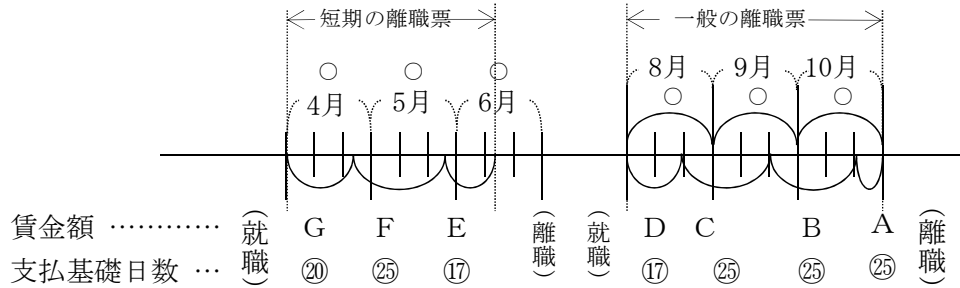 短期の離職票 一般の離職票
8月 9月 10月
○ ○ ○
4月 5月 6月
○ ○ ○
賃金額 ………… (就職) G F E (離職) (就職) D C B A (離職)
支払基礎日数 … ⑳ ㉕ ⑰ ⑰ ㉕ ㉕ ㉕